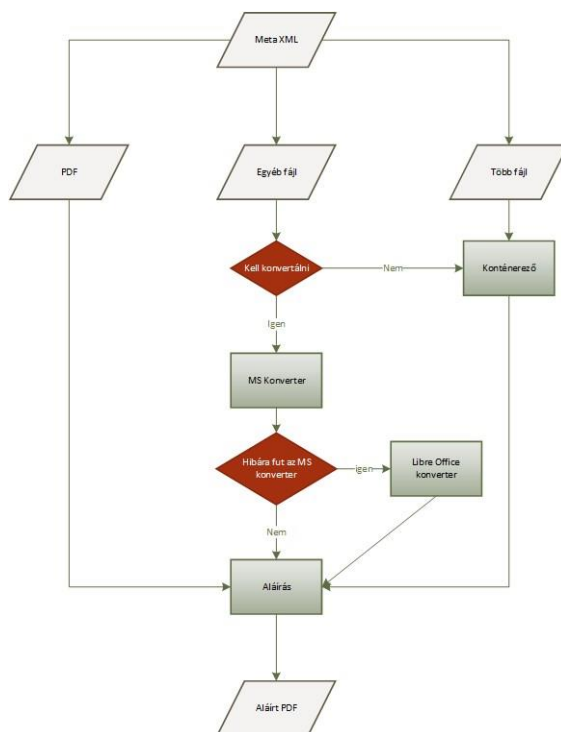 Meta XML
PDF
Egyéb fájl
Több fájl
Kell konvertálni
Nem
Konténerező
Igen
MS Konverter
Hibára fut az MS
konverter
igen
Libre Office
konverter
Nem
Aláírás
Aláírt PDF